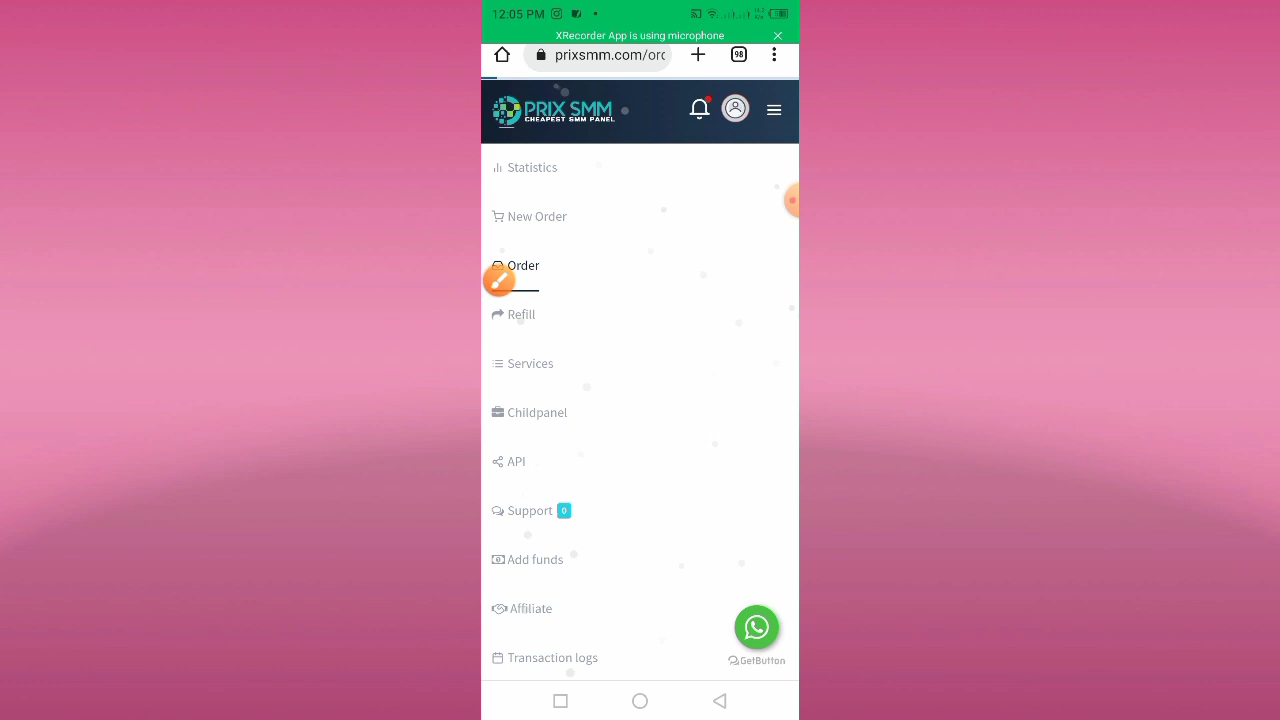 12:05 PM
XRecorder App is using microphone
prixsmm.com/orc
98
PRIX SMM
CHEAPEST SMM PANEL
Statistics
New Order
Order
Refill
Services
Childpanel
API
Support 0
Add funds
Affiliate
Transaction logs
GetButton